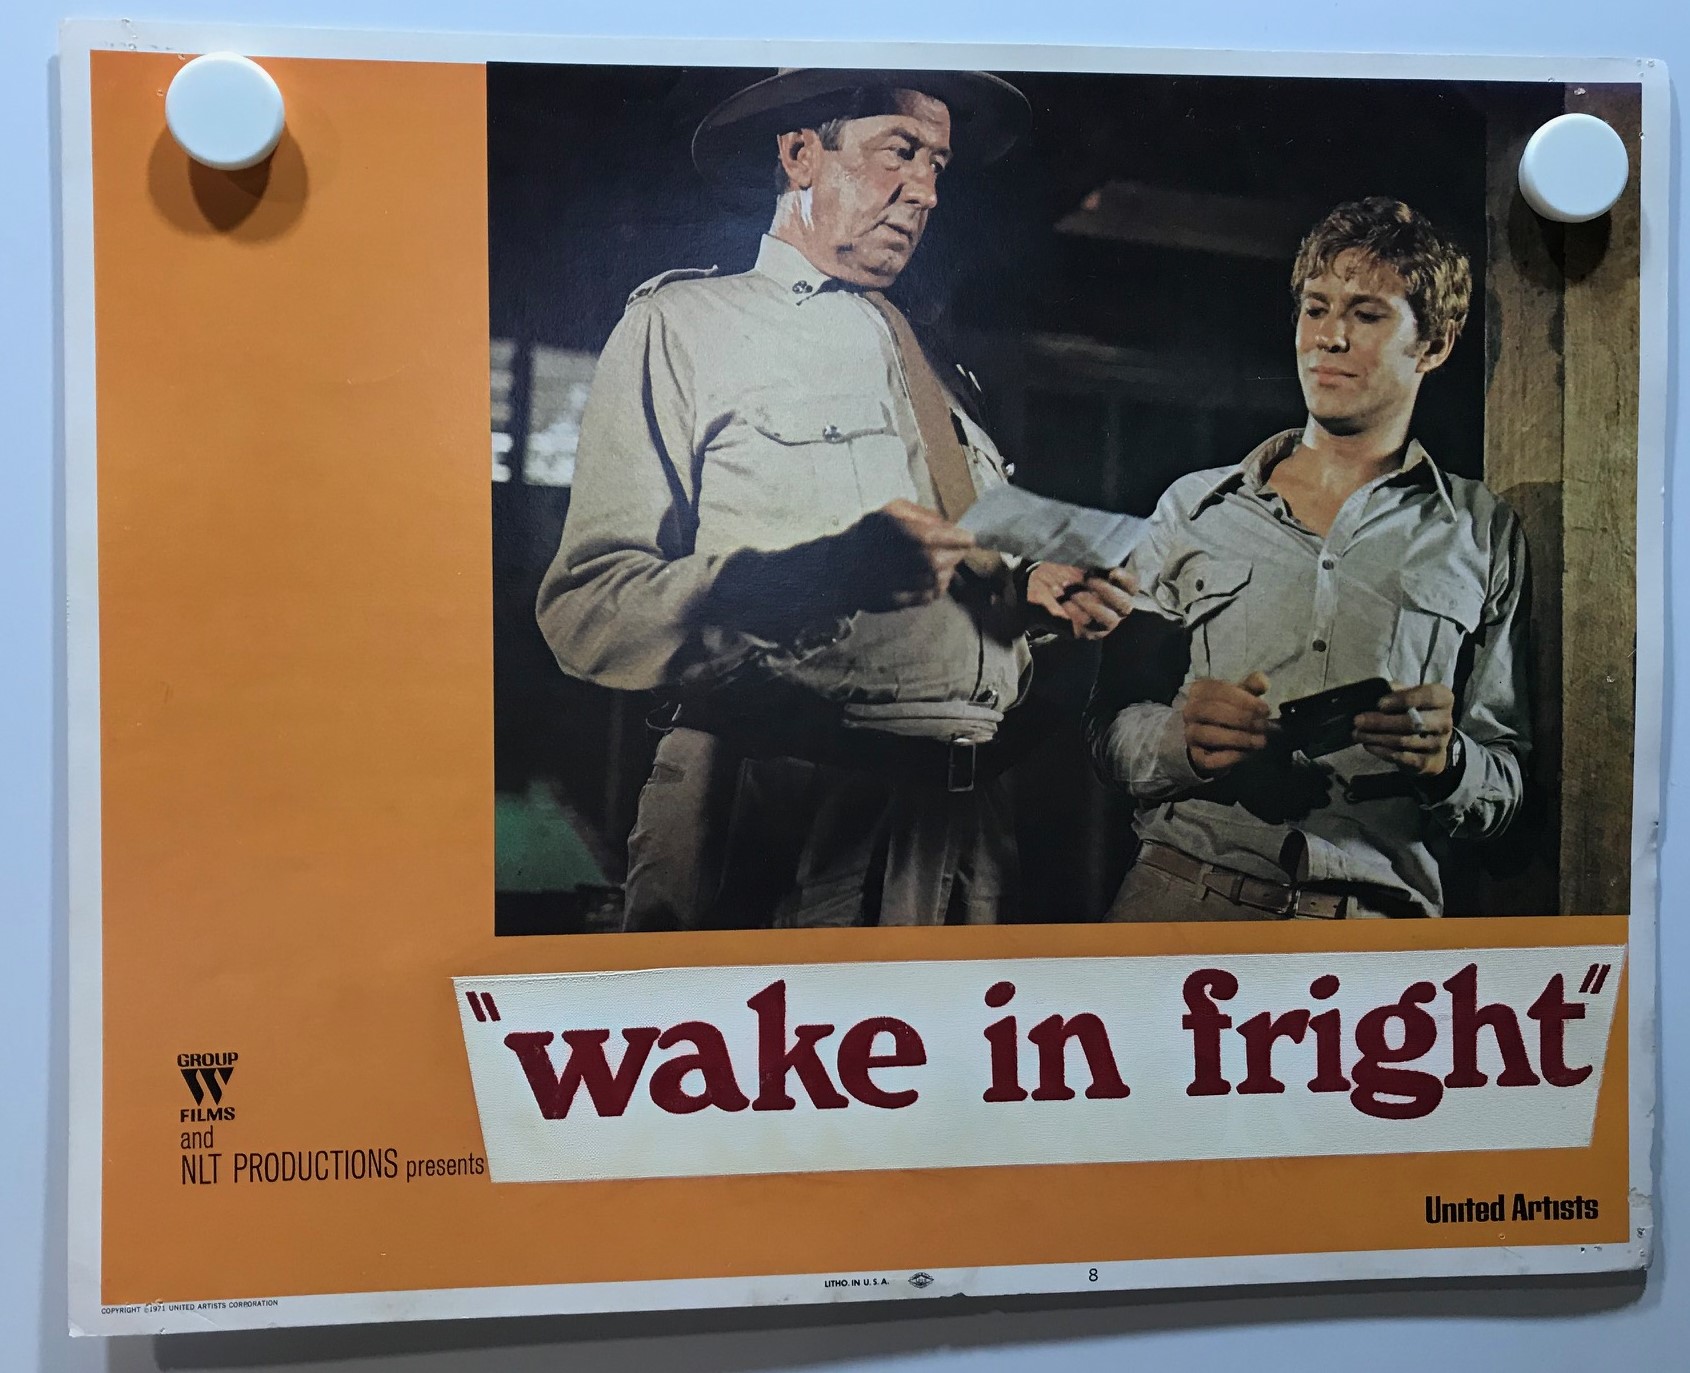 "wake in fright"
GROUP
W
FILMS
and
NLT PRODUCTIONS presents
United Artists
LITHO. IN U.S.A.
8
COPYRIGHT ©1971 UNITED ARTISTS CORPORATION